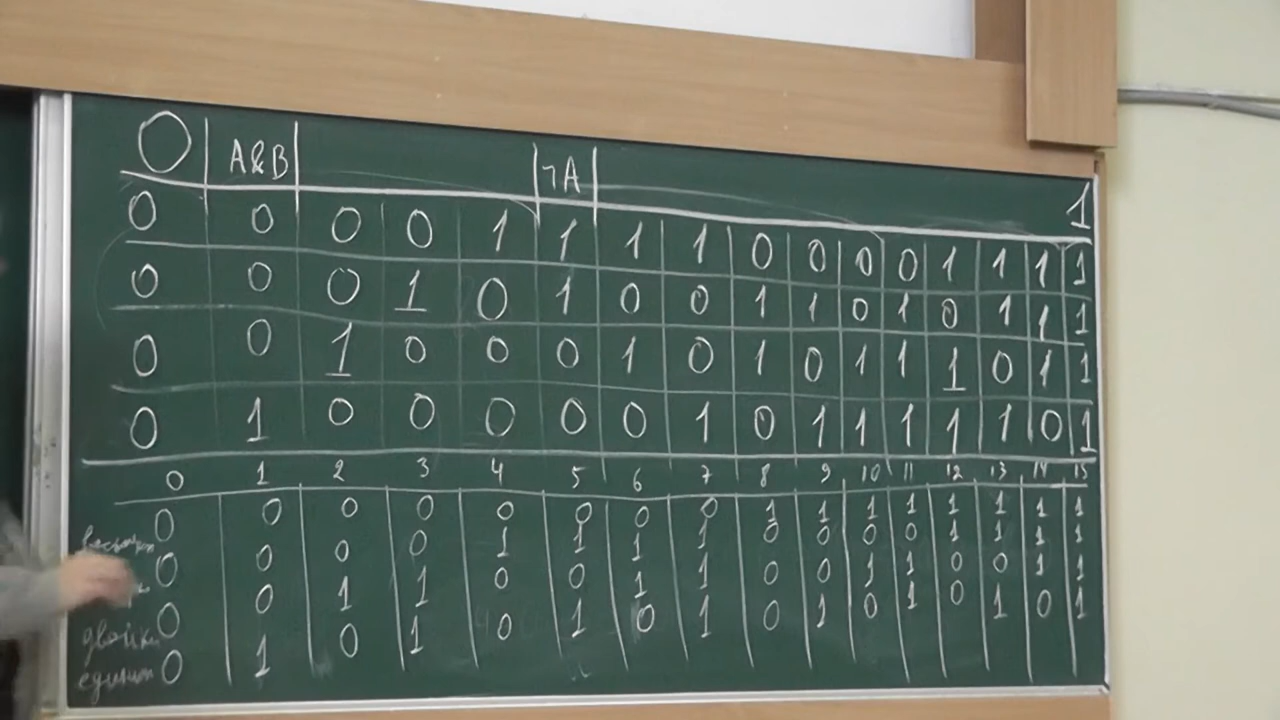 0 A&B ¬A 1
0 0 0 0 1 1 1 1 0 0 0 0 1 1 1 1
0 0 0 1 0 1 0 0 1 1 0 1 0 1 1 1
0 0 1 0 0 0 1 0 1 0 1 1 1 0 1 1
0 1 0 0 0 0 0 1 0 1 1 1 1 1 0 1
0 1 2 3 4 5 6 7 8 9 10 11 12 13 14 15
0 0 0 0 0 0 0 0 1 1 1 1 1 1 1 1
0 0 0 0 1 1 1 1 0 0 0 0 1 1 1 1
0 0 1 1 0 0 1 1 0 0 1 1 0 0 1 1
0 1 0 1 0 1 0 1 0 1 0 1 0 1 0 1